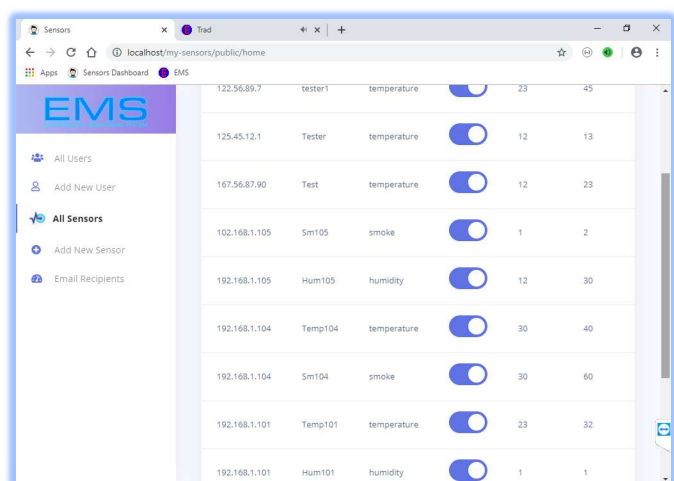 Sensors
Trad
localhost/my-sensors/public/home
Apps Sensors Dashboard EMS
EMS
All Users
Add New User
All Sensors
Add New Sensor
Email Recipients
122.56.89.7 tester1 temperature 23 45
125.45.12.1 Tester temperature 12 13
167.56.87.90 Test temperature 12 23
102.168.1.105 Sm105 smoke 1 2
192.168.1.105 Hum105 humidity 12 30
192.168.1.104 Temp104 temperature 30 40
192.168.1.104 Sm104 smoke 30 60
192.168.1.101 Temp101 temperature 23 32
192.168.1.101 Hum101 humidity 1 1